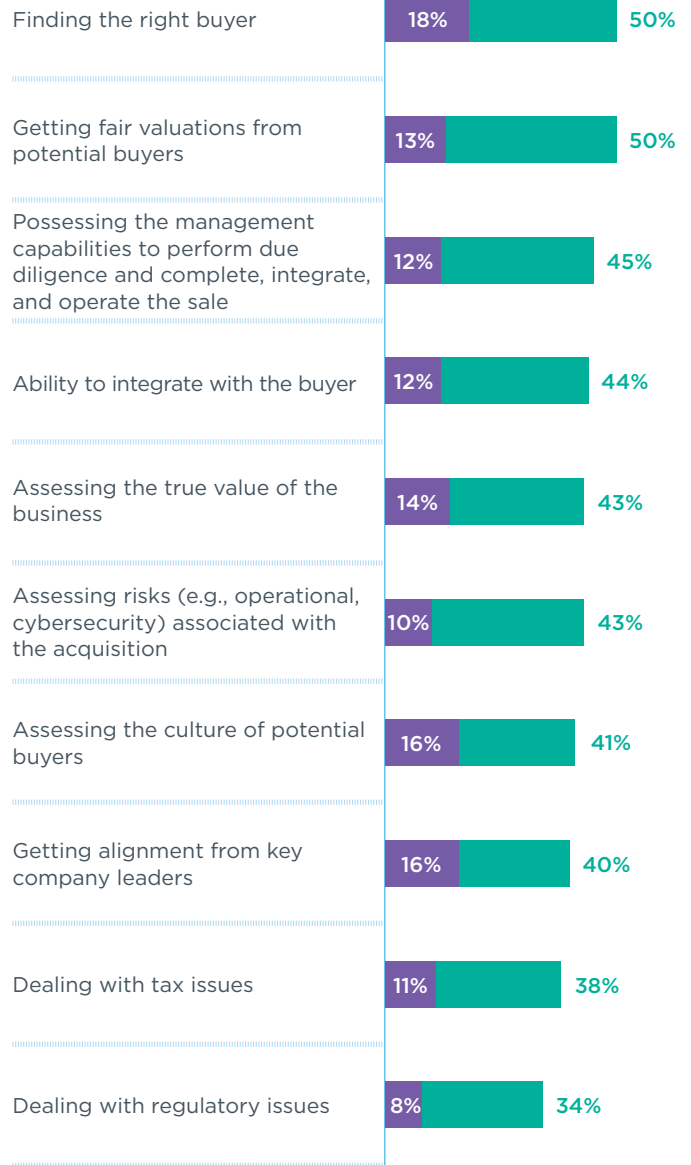 Finding the right buyer
18%
50%
Getting fair valuations from
potential buyers
13%
50%
Possessing the management
capabilities to perform due
diligence and complete, integrate,
and operate the sale
12%
45%
Ability to integrate with the buyer
12%
44%
Assessing the true value of the
business
14%
43%
Assessing risks (e.g., operational,
cybersecurity) associated with
the acquisition
10%
43%
Assessing the culture of potential
buyers
16%
41%
Getting alignment from key
company leaders
16%
40%
Dealing with tax issues
11%
38%
Dealing with regulatory issues
8%
34%